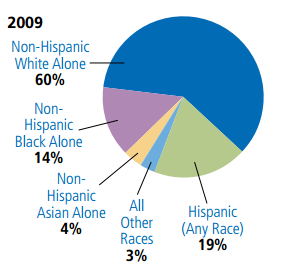 2009
Non-Hispanic
White Alone
60%
Non-
Hispanic
Black Alone
14%
Non-
Hispanic
Asian Alone
4%
All
Other
Races
3%
Hispanic
(Any Race)
19%